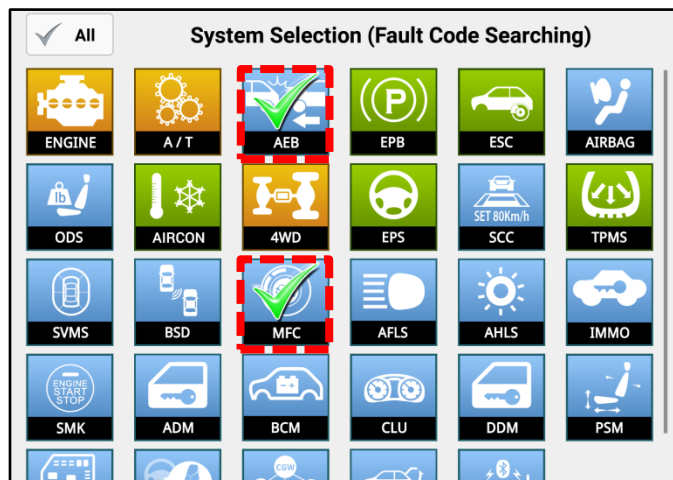 All
System Selection (Fault Code Searching)
ENGINE
A / T
AEB
EPB
ESC
AIRBAG
lb
ODS
AIRCON
4WD
EPS
SET 80Km/h
SCC
TPMS
SVMS
BSD
MFC
AFLS
AHLS
IMMO
ENGINE
START
STOP
SMK
ADM
BCM
CLU
DDM
PSM
CGW